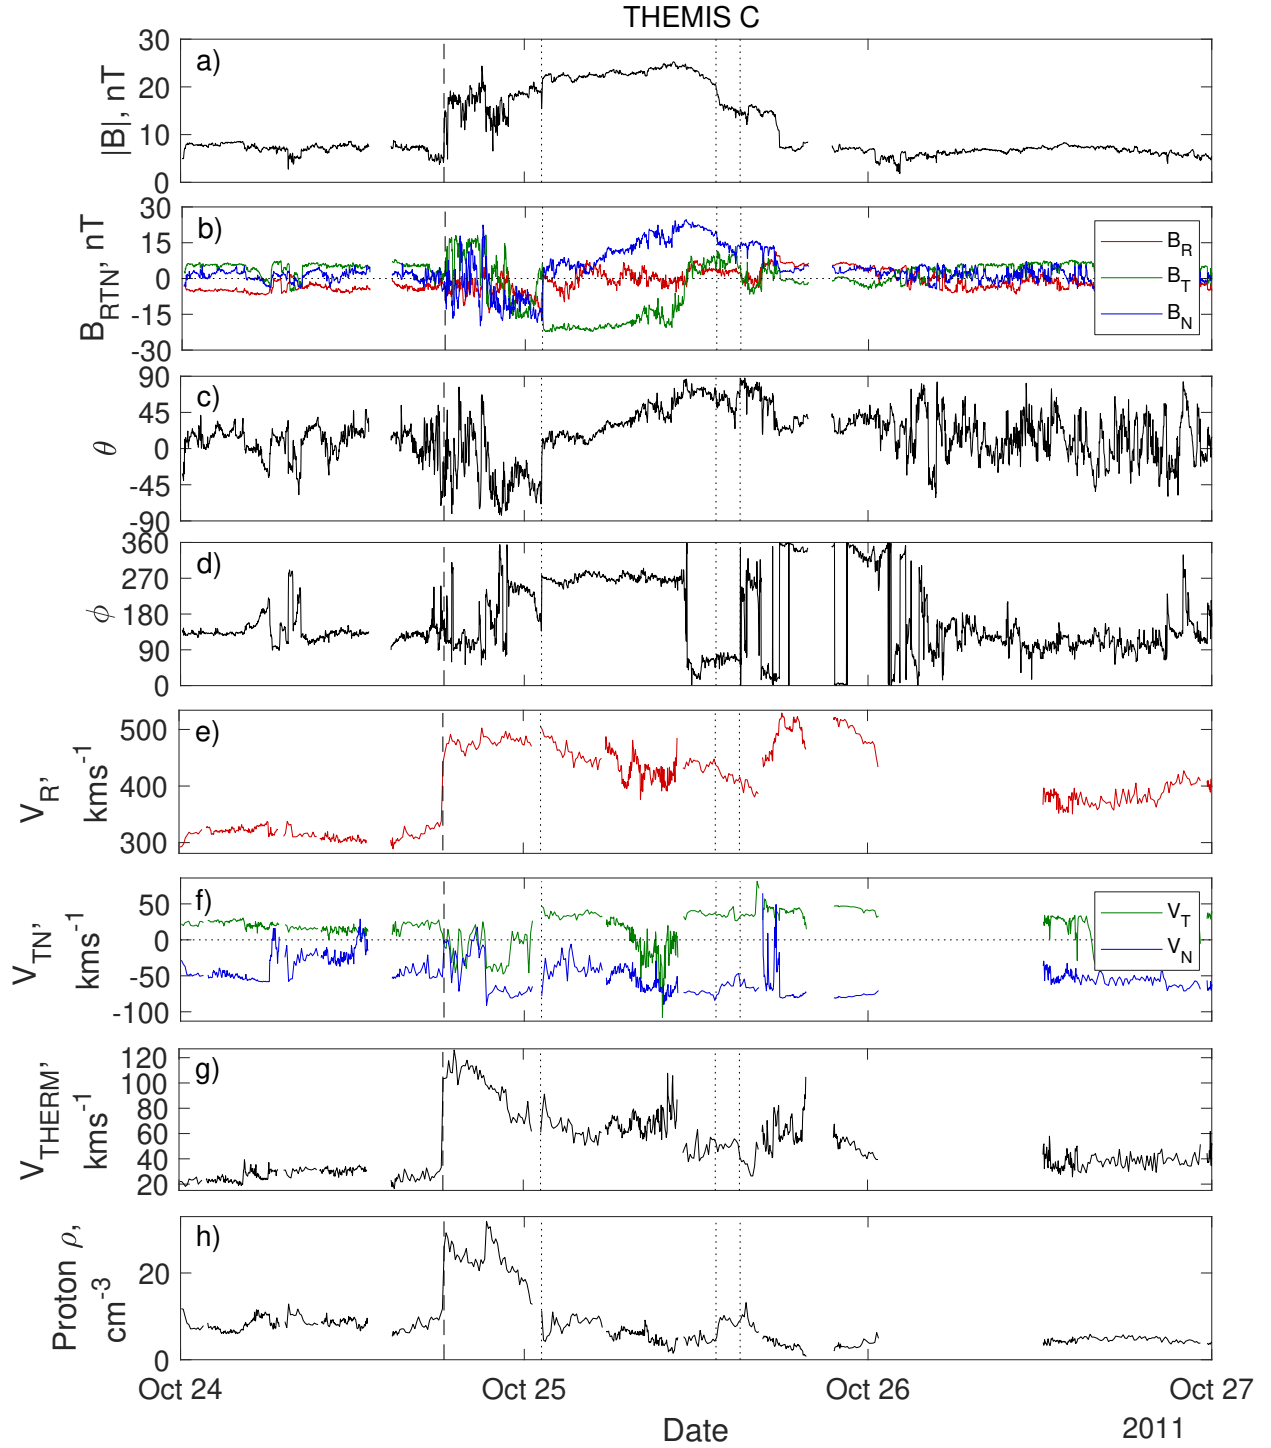 THEMIS C
a)
|B|, nT
30
20
10
0
b)
B_RTN, nT
30
15
0
-15
-30
B_R
B_T
B_N
c)
θ
90
45
0
-45
-90
d)
ϕ
360
270
180
90
0
e)
V_R,
kms^-1
500
400
300
f)
V_TN,
kms^-1
50
0
-50
-100
V_T
V_N
g)
V_THERM,
kms^-1
120
100
80
60
40
20
h)
Proton ρ,
cm^-3
20
0
Oct 24 Oct 25 Oct 26 Oct 27
Date
2011